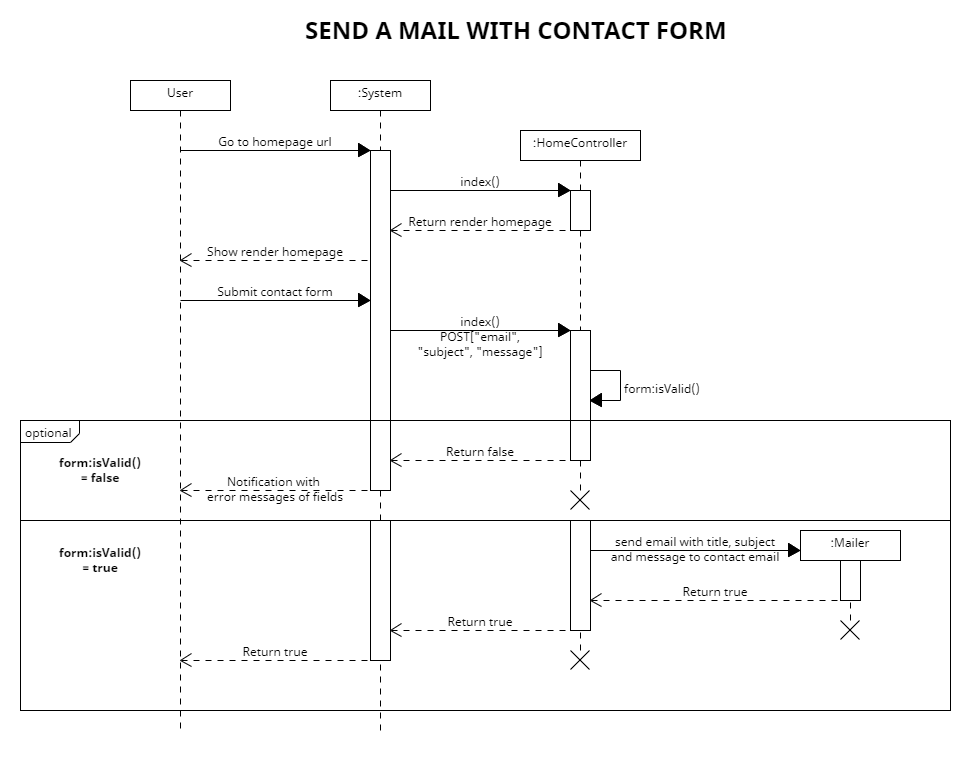 SEND A MAIL WITH CONTACT FORM
User
:System
:HomeController
Go to homepage url
index()
Return render homepage
Show render homepage
Submit contact form
index()
POST["email",
"subject", "message"]
form:isValid()
optional
form:isValid()
= false
Return false
Notification with
error messages of fields
form:isValid()
= true
send email with title, subject
and message to contact email
:Mailer
Return true
Return true
Return true